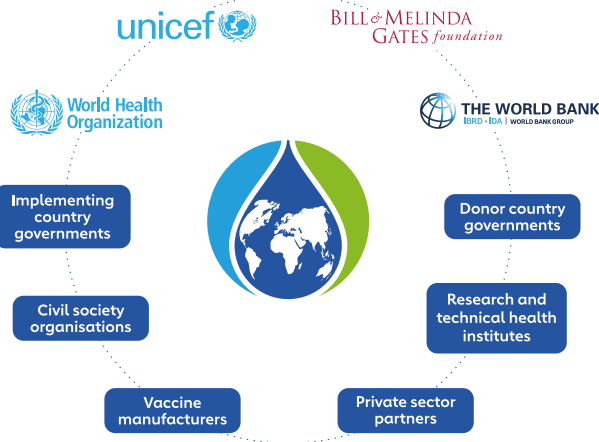 unicef
BILL & MELINDA
GATES foundation
World Health
Organization
THE WORLD BANK
IBRD • IDA | WORLD BANK GROUP
Implementing
country
governments
Donor country
governments
Civil society
organisations
Research and
technical health
institutes
Vaccine
manufacturers
Private sector
partners